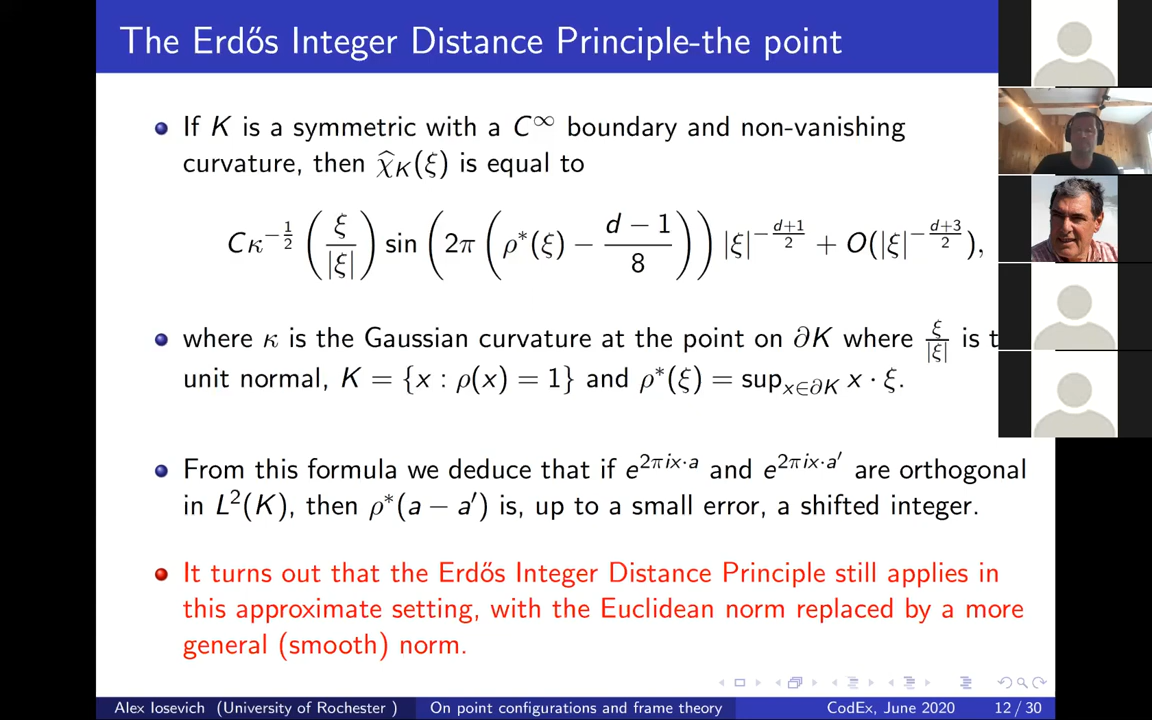 The Erdős Integer Distance Principle-the point
If K is a symmetric with a C^∞ boundary and non-vanishing
curvature, then χ̂_K(ξ) is equal to
Cκ^{-1/2} (ξ/|ξ|) sin (2π (ρ*(ξ) − (d − 1)/8)) |ξ|^{-(d+1)/2} + O(|ξ|^{-(d+3)/2}),
where κ is the Gaussian curvature at the point on ∂K where ξ/|ξ| is
unit normal, K = {x : ρ(x) = 1} and ρ*(ξ) = sup_{x∈∂K} x · ξ.
From this formula we deduce that if e^{2πix·a} and e^{2πix·a′} are orthogonal
in L²(K), then ρ*(a − a′) is, up to a small error, a shifted integer.
It turns out that the Erdős Integer Distance Principle still applies in
this approximate setting, with the Euclidean norm replaced by a more
general (smooth) norm.
Alex Iosevich (University of Rochester ) On point configurations and frame theory CodEx, June 2020 12 / 30